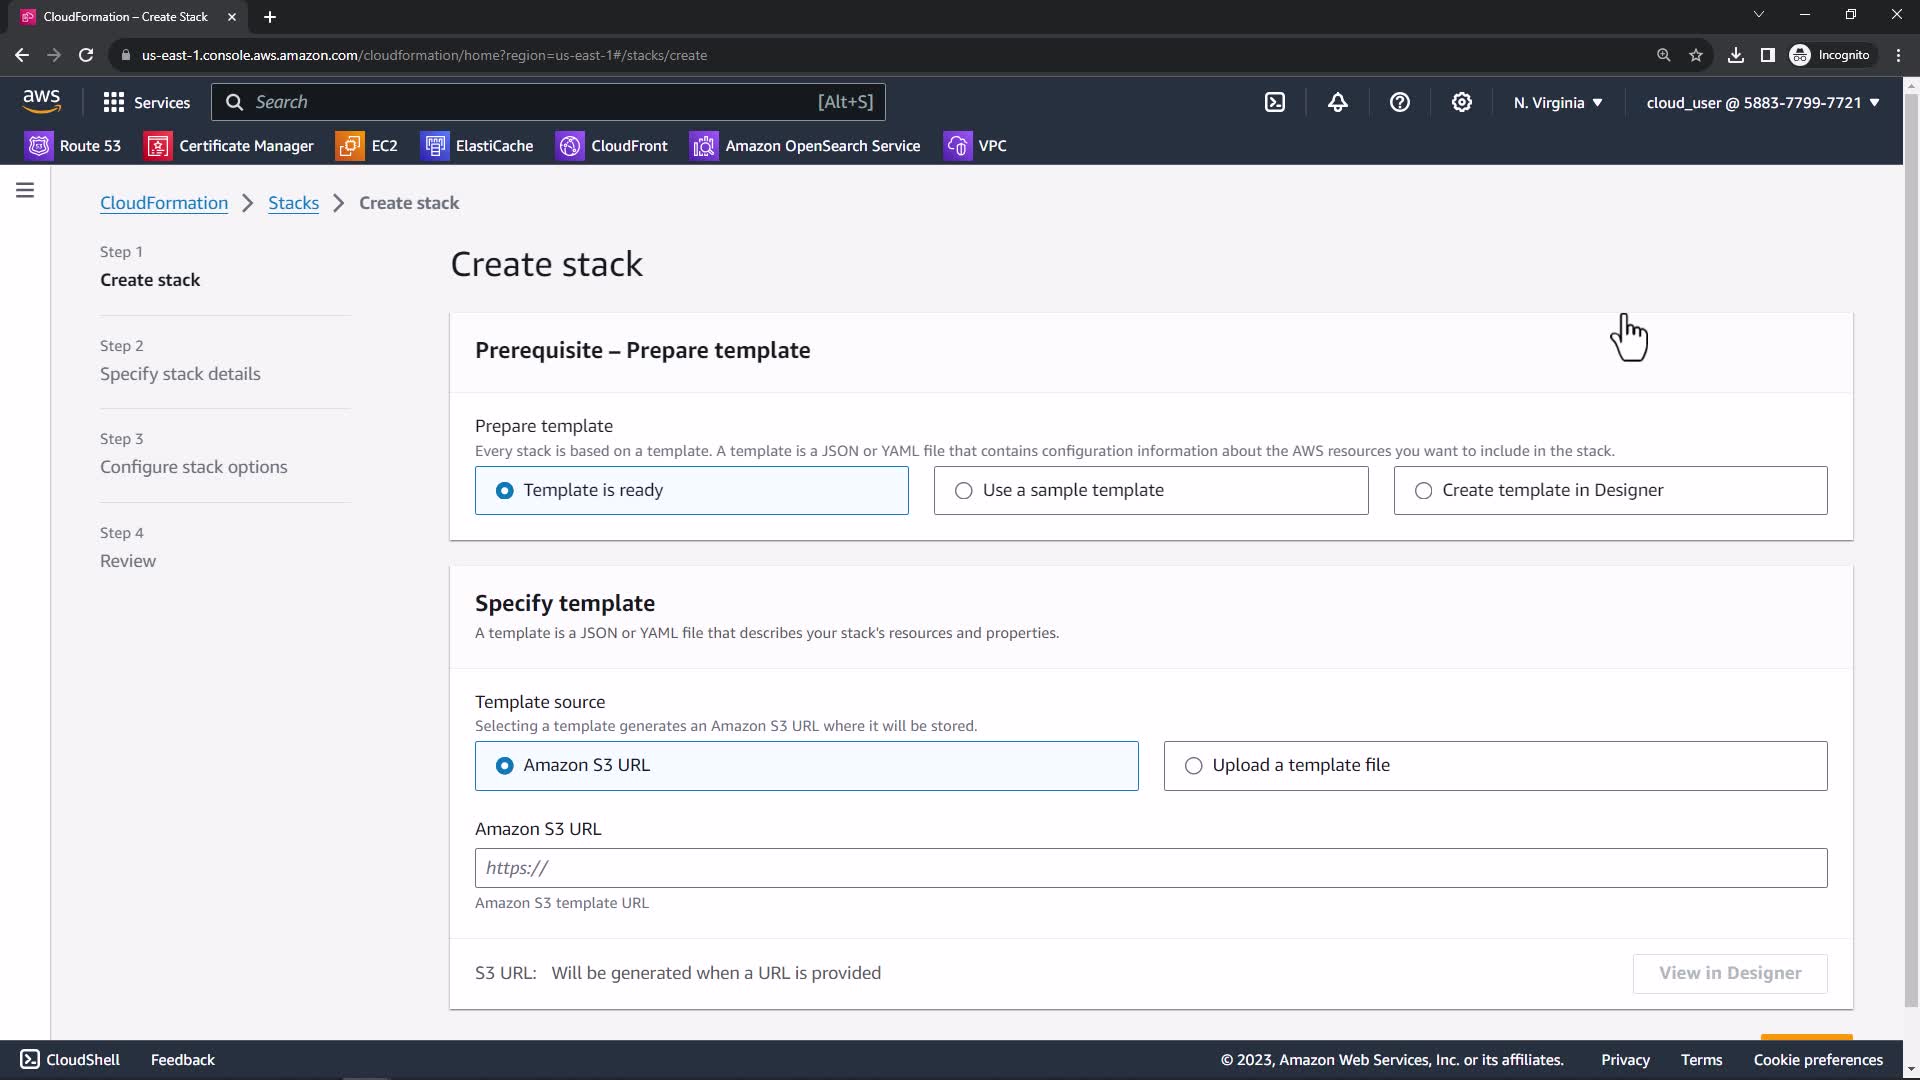 CloudFormation – Create Stack
us-east-1.console.aws.amazon.com/cloudformation/home?region=us-east-1#/stacks/create
Incognito
aws
Services
Search
[Alt+S]
N. Virginia
cloud_user @ 5883-7799-7721
Route 53
Certificate Manager
EC2
ElastiCache
CloudFront
Amazon OpenSearch Service
VPC
CloudFormation
Stacks
Create stack
Step 1
Create stack
Step 2
Specify stack details
Step 3
Configure stack options
Step 4
Review
Create stack
Prerequisite – Prepare template
Prepare template
Every stack is based on a template. A template is a JSON or YAML file that contains configuration information about the AWS resources you want to include in the stack.
Template is ready
Use a sample template
Create template in Designer
Specify template
A template is a JSON or YAML file that describes your stack's resources and properties.
Template source
Selecting a template generates an Amazon S3 URL where it will be stored.
Amazon S3 URL
Upload a template file
Amazon S3 URL
https://
Amazon S3 template URL
S3 URL: Will be generated when a URL is provided
View in Designer
CloudShell
Feedback
© 2023, Amazon Web Services, Inc. or its affiliates.
Privacy
Terms
Cookie preferences